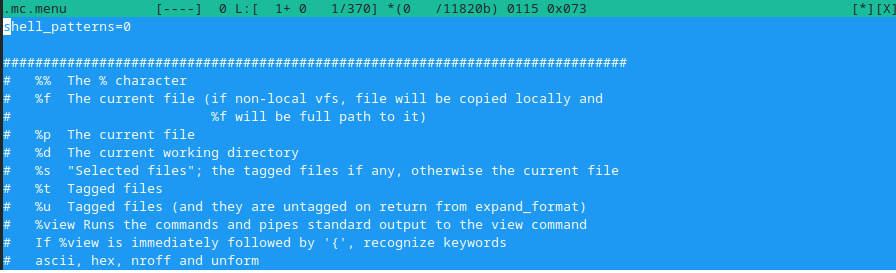 .mc.menu [----] 0 L:[ 1+ 0 1/370] *(0 /11820b) 0115 0x073 [*][X]
shell_patterns=0
##############################################################################
# %% The % character
# %f The current file (if non-local vfs, file will be copied locally and
# %f will be full path to it)
# %p The current file
# %d The current working directory
# %s "Selected files"; the tagged files if any, otherwise the current file
# %t Tagged files
# %u Tagged files (and they are untagged on return from expand_format)
# %view Runs the commands and pipes standard output to the view command
# If %view is immediately followed by '{', recognize keywords
# ascii, hex, nroff and unform